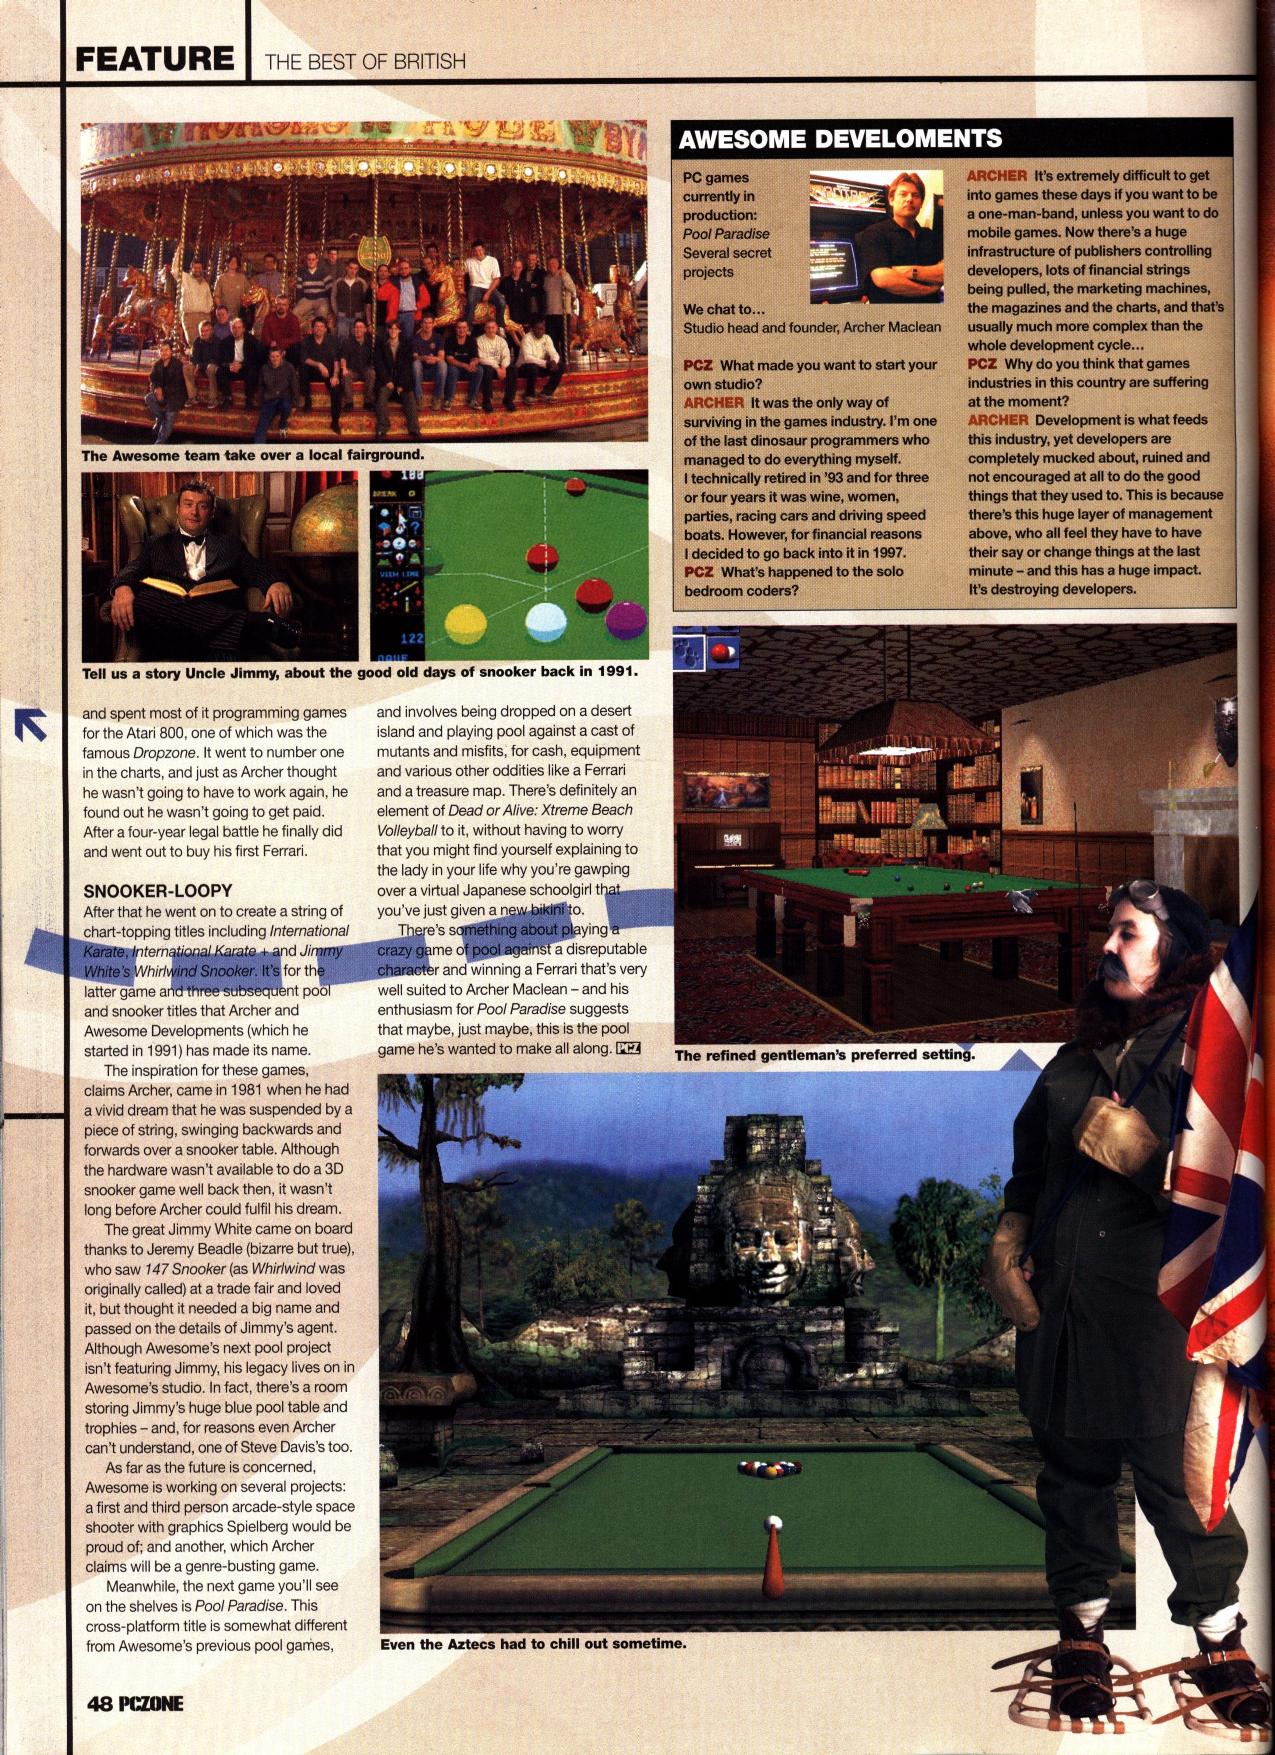 FEATURE
THE BEST OF BRITISH
The Awesome team take over a local fairground.
Tell us a story Uncle Jimmy, about the good old days of snooker back in 1991.
BREAK 0
VIEW LINE
122
AWESOME DEVELOMENTS
PC games
currently in
production:
Pool Paradise
Several secret
projects
We chat to...
Studio head and founder, Archer Maclean
PCZ What made you want to start your
own studio?
ARCHER It was the only way of
surviving in the games industry. I'm one
of the last dinosaur programmers who
managed to do everything myself.
I technically retired in '93 and for three
or four years it was wine, women,
parties, racing cars and driving speed
boats. However, for financial reasons
I decided to go back into it in 1997.
PCZ What's happened to the solo
bedroom coders?
ARCHER It's extremely difficult to get
into games these days if you want to be
a one-man-band, unless you want to do
mobile games. Now there's a huge
infrastructure of publishers controlling
developers, lots of financial strings
being pulled, the marketing machines,
the magazines and the charts, and that's
usually much more complex than the
whole development cycle...
PCZ Why do you think that games
industries in this country are suffering
at the moment?
ARCHER Development is what feeds
this industry, yet developers are
completely mucked about, ruined and
not encouraged at all to do the good
things that they used to. This is because
there's this huge layer of management
above, who all feel they have to have
their say or change things at the last
minute – and this has a huge impact.
It's destroying developers.
and spent most of it programming games
for the Atari 800, one of which was the
famous Dropzone. It went to number one
in the charts, and just as Archer thought
he wasn't going to have to work again, he
found out he wasn't going to get paid.
After a four-year legal battle he finally did
and went out to buy his first Ferrari.
SNOOKER-LOOPY
After that he went on to create a string of
chart-topping titles including International
Karate, International Karate + and Jimmy
White's Whirlwind Snooker. It's for the
latter game and three subsequent pool
and snooker titles that Archer and
Awesome Developments (which he
started in 1991) has made its name.
The inspiration for these games,
claims Archer, came in 1981 when he had
a vivid dream that he was suspended by a
piece of string, swinging backwards and
forwards over a snooker table. Although
the hardware wasn't available to do a 3D
snooker game well back then, it wasn't
long before Archer could fulfil his dream.
The great Jimmy White came on board
thanks to Jeremy Beadle (bizarre but true),
who saw 147 Snooker (as Whirlwind was
originally called) at a trade fair and loved
it, but thought it needed a big name and
passed on the details of Jimmy's agent.
Although Awesome's next pool project
isn't featuring Jimmy, his legacy lives on in
Awesome's studio. In fact, there's a room
storing Jimmy's huge blue pool table and
trophies – and, for reasons even Archer
can't understand, one of Steve Davis's too.
As far as the future is concerned,
Awesome is working on several projects:
a first and third person arcade-style space
shooter with graphics Spielberg would be
proud of; and another, which Archer
claims will be a genre-busting game.
Meanwhile, the next game you'll see
on the shelves is Pool Paradise. This
cross-platform title is somewhat different
from Awesome's previous pool games,
and involves being dropped on a desert
island and playing pool against a cast of
mutants and misfits, for cash, equipment
and various other oddities like a Ferrari
and a treasure map. There's definitely an
element of Dead or Alive: Xtreme Beach
Volleyball to it, without having to worry
that you might find yourself explaining to
the lady in your life why you're gawping
over a virtual Japanese schoolgirl that
you've just given a new bikini to.
There's something about playing a
crazy game of pool against a disreputable
character and winning a Ferrari that's very
well suited to Archer Maclean – and his
enthusiasm for Pool Paradise suggests
that maybe, just maybe, this is the pool
game he's wanted to make all along. PCZ
The refined gentleman's preferred setting.
Even the Aztecs had to chill out sometime.
48 PCZONE